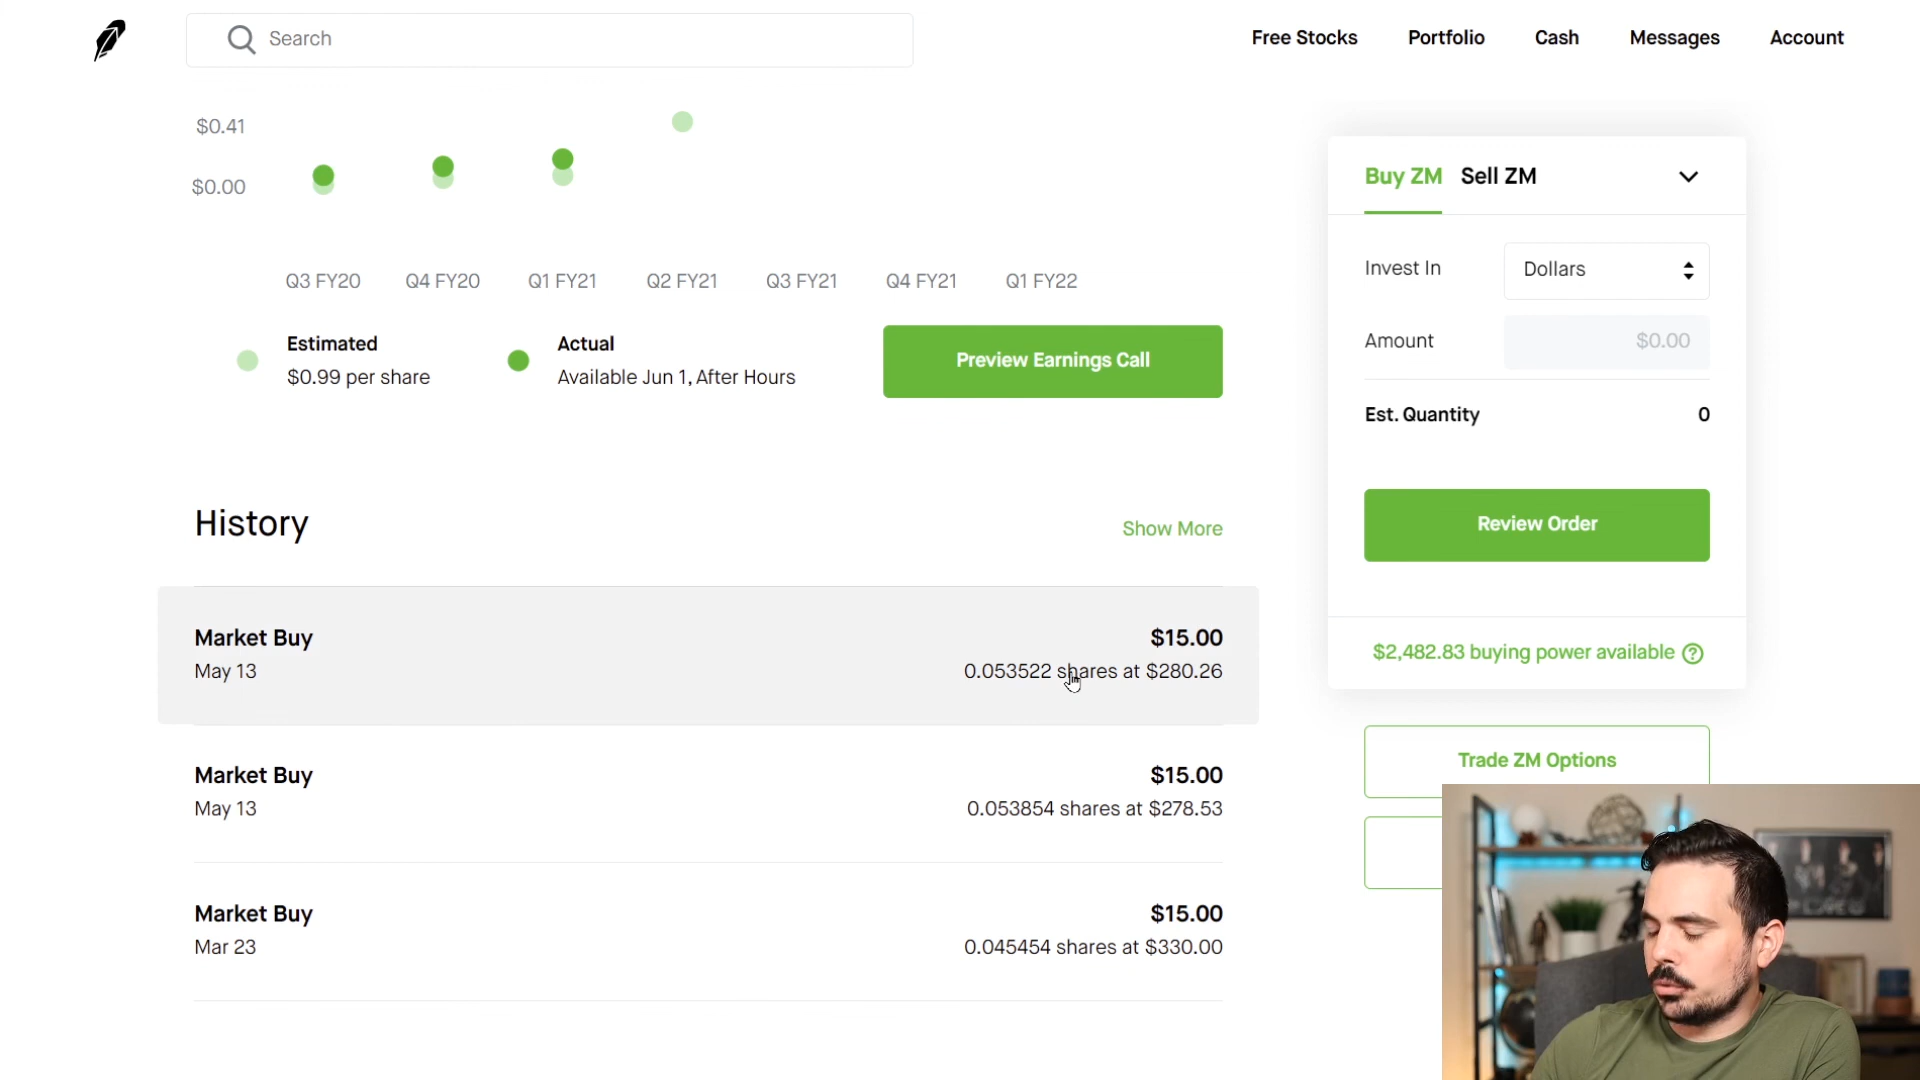 Search
Free Stocks
Portfolio
Cash
Messages
Account
$0.41
$0.00
Q3 FY20
Q4 FY20
Q1 FY21
Q2 FY21
Q3 FY21
Q4 FY21
Q1 FY22
Estimated
$0.99 per share
Actual
Available Jun 1, After Hours
Preview Earnings Call
History
Show More
Market Buy
$15.00
May 13
0.053522 shares at $280.26
Market Buy
$15.00
May 13
0.053854 shares at $278.53
Market Buy
$15.00
Mar 23
0.045454 shares at $330.00
Buy ZM
Sell ZM
Invest In
Dollars
Amount
$0.00
Est. Quantity
0
Review Order
$2,482.83 buying power available ?
Trade ZM Options